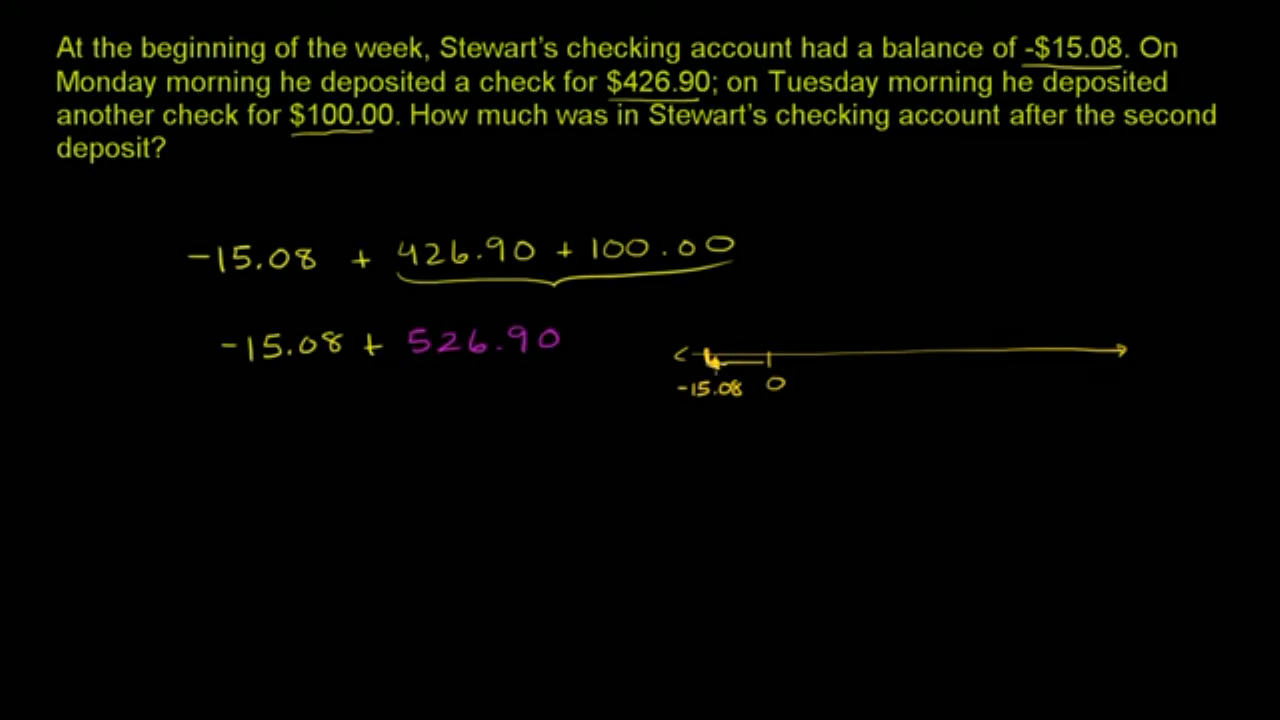 At the beginning of the week, Stewart's checking account had a balance of -$15.08. On
Monday morning he deposited a check for $426.90; on Tuesday morning he deposited
another check for $100.00. How much was in Stewart's checking account after the second
deposit?
-15.08 + 426.90 + 100.00
-15.08 + 526.90
-15.08 0